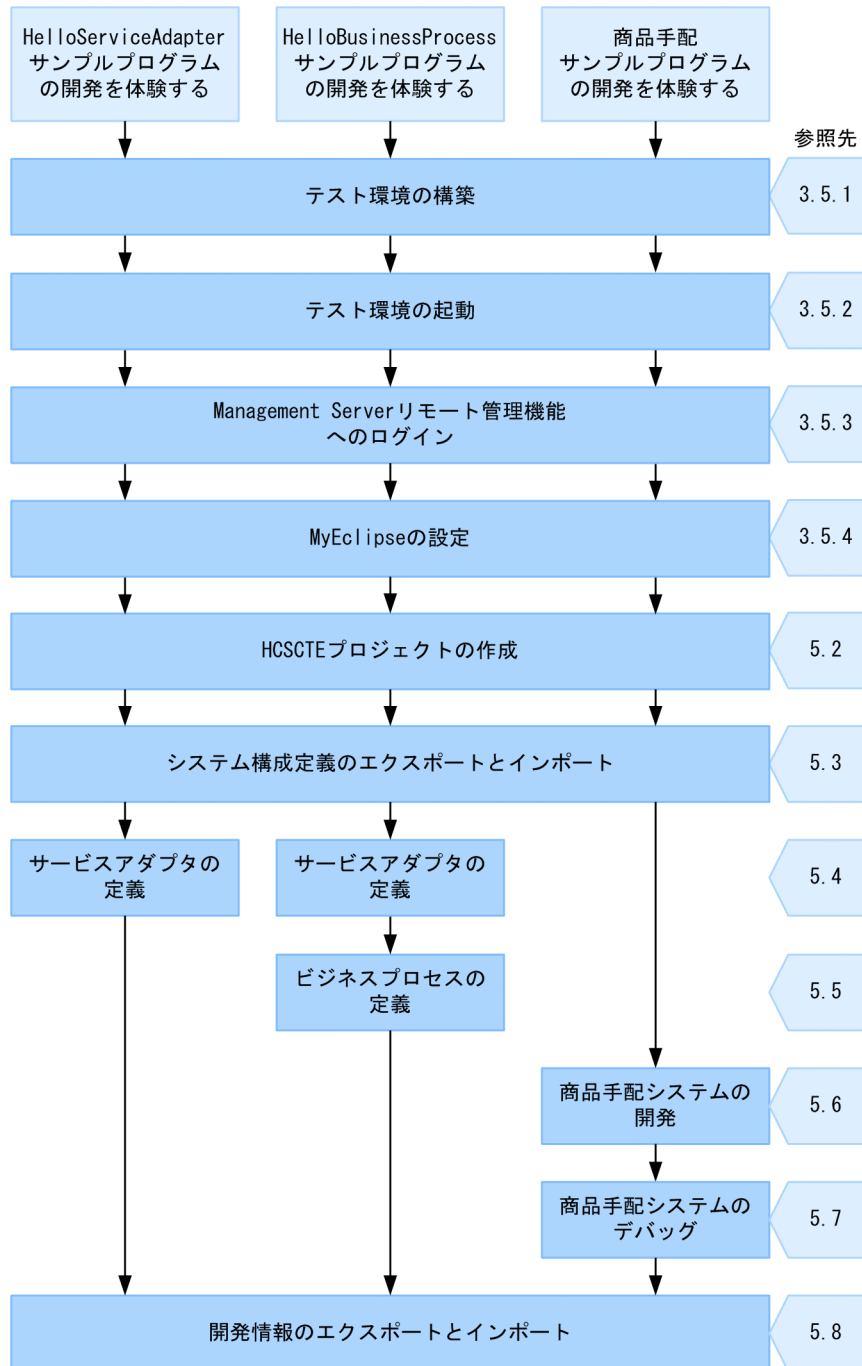 HelloServiceAdapter
サンプルプログラム
の開発を体験する
HelloBusinessProcess
サンプルプログラム
の開発を体験する
商品手配
サンプルプログラム
の開発を体験する
参照先
テスト環境の構築
3.5.1
テスト環境の起動
3.5.2
Management Serverリモート管理機能
へのログイン
3.5.3
MyEclipseの設定
3.5.4
HCSCTEプロジェクトの作成
5.2
システム構成定義のエクスポートとインポート
5.3
サービスアダプタの
定義
サービスアダプタの
定義
5.4
ビジネスプロセスの
定義
5.5
商品手配システムの
開発
5.6
商品手配システムの
デバッグ
5.7
開発情報のエクスポートとインポート
5.8